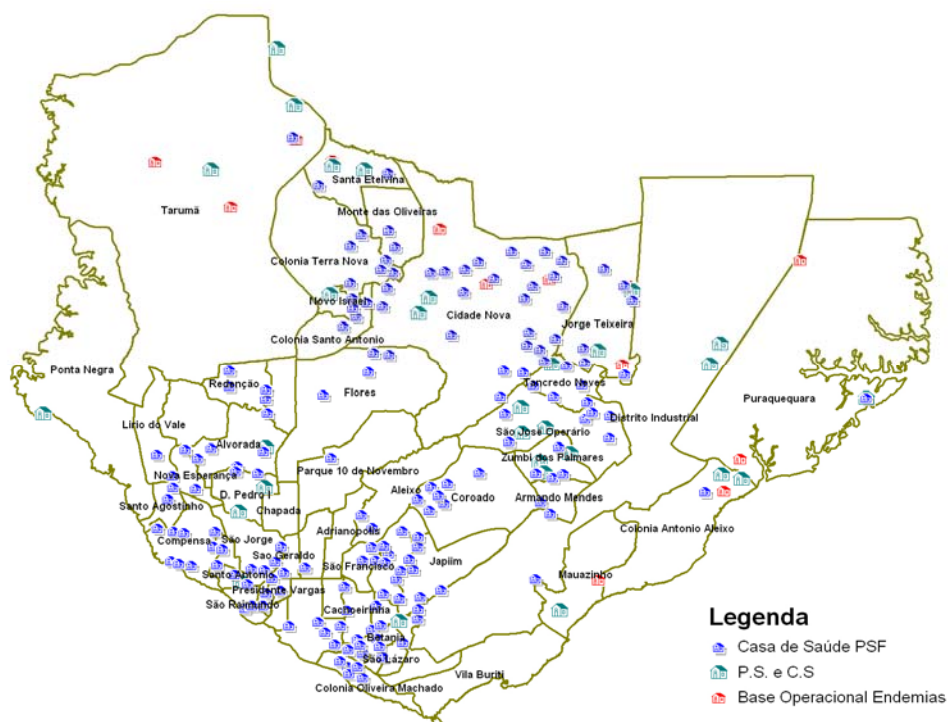 Santa Etelvina
Tarumã
Monte das Oliveiras
Colonia Terra Nova
Novo Israel
Cidade Nova
Jorge Teixeira
Colonia Santo Antonio
Ponta Negra
Redenção
Flores
Tancredo Neves
Puraquequara
Lirio do Vale
Distrito Industrial
Alvorada
São José Operário
Zumbi dos Palmares
Parque 10 de Novembro
Nova Esperança
D. Pedro I
Aleixo
Coroado
Armando Mendes
Santo Agostinho
Chapada
Adrianopolis
Colonia Antonio Aleixo
Compensa
São Jorge
Sao Geraldo
São Francisco
Japiim
Santo Antonio
Mauazinho
Presidente Vargas
São Raimundo
Cachoeirinha
Betania
São Lázaro
Vila Buriti
Colonia Oliveira Machado
Legenda
Casa de Saúde PSF
P.S. e C.S
Base Operacional Endemias